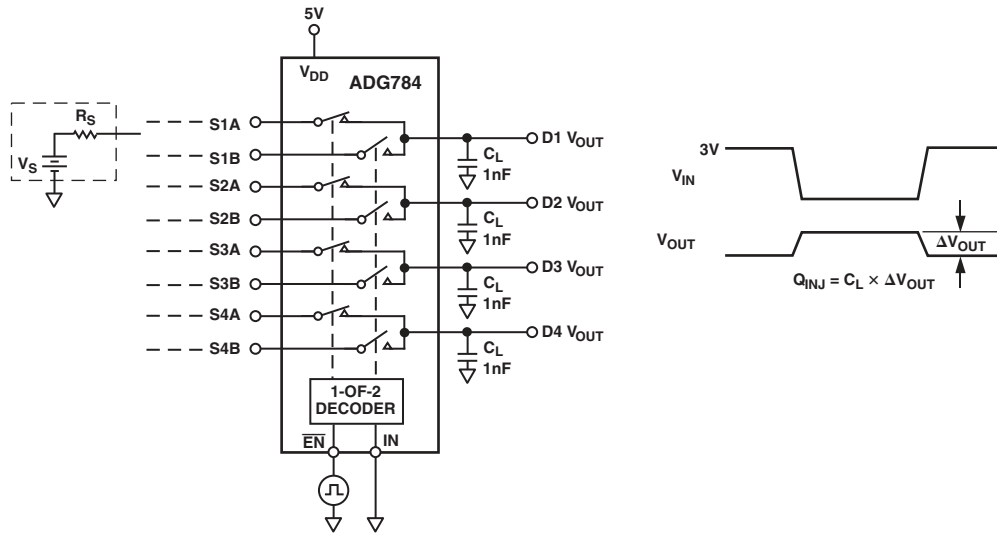 5V
VDD
ADG784
RS
VS
S1A
S1B
S2A
S2B
S3A
S3B
S4A
S4B
D1 VOUT
CL
1nF
D2 VOUT
CL
1nF
D3 VOUT
CL
1nF
D4 VOUT
CL
1nF
1-OF-2
DECODER
EN
IN
3V
VIN
VOUT
ΔVOUT
QINJ = CL × ΔVOUT